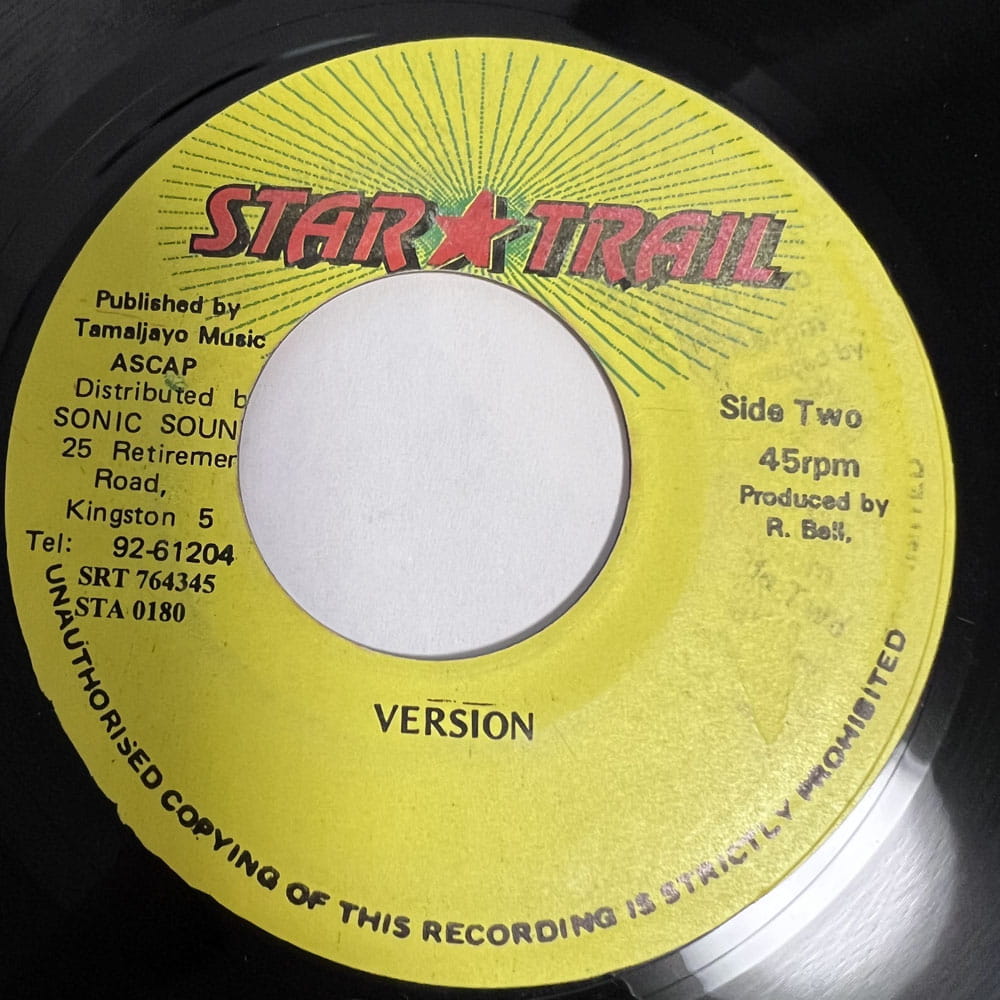 STAR★TRAIL
Published by
Tamaljayo Music
ASCAP
Distributed b
SONIC SOUN
25 Retiremen
Road,
Kingston 5
Tel: 92-61204
SRT 764345
STA 0180
Side Two
45rpm
Produced by
R. Bell.
VERSION
UNAUTHORISED COPYING OF THIS RECORDING IS STRICTLY PROHIBITED